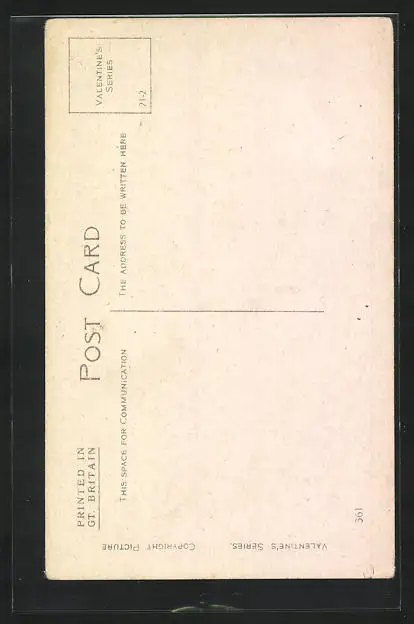 PRINTED IN
GT. BRITAIN
POST CARD
VALENTINE'S
SERIES
21-2
THIS SPACE FOR COMMUNICATION
THE ADDRESS TO BE WRITTEN HERE
VALENTINE'S SERIES.
COPYRIGHT PICTURE
361